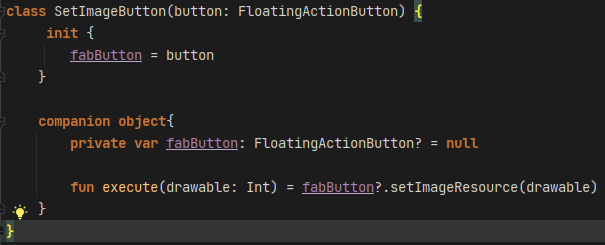 class SetImageButton(button: FloatingActionButton) {
init {
fabButton = button
}
companion object{
private var fabButton: FloatingActionButton? = null
fun execute(drawable: Int) = fabButton?.setImageResource(drawable)
}
}